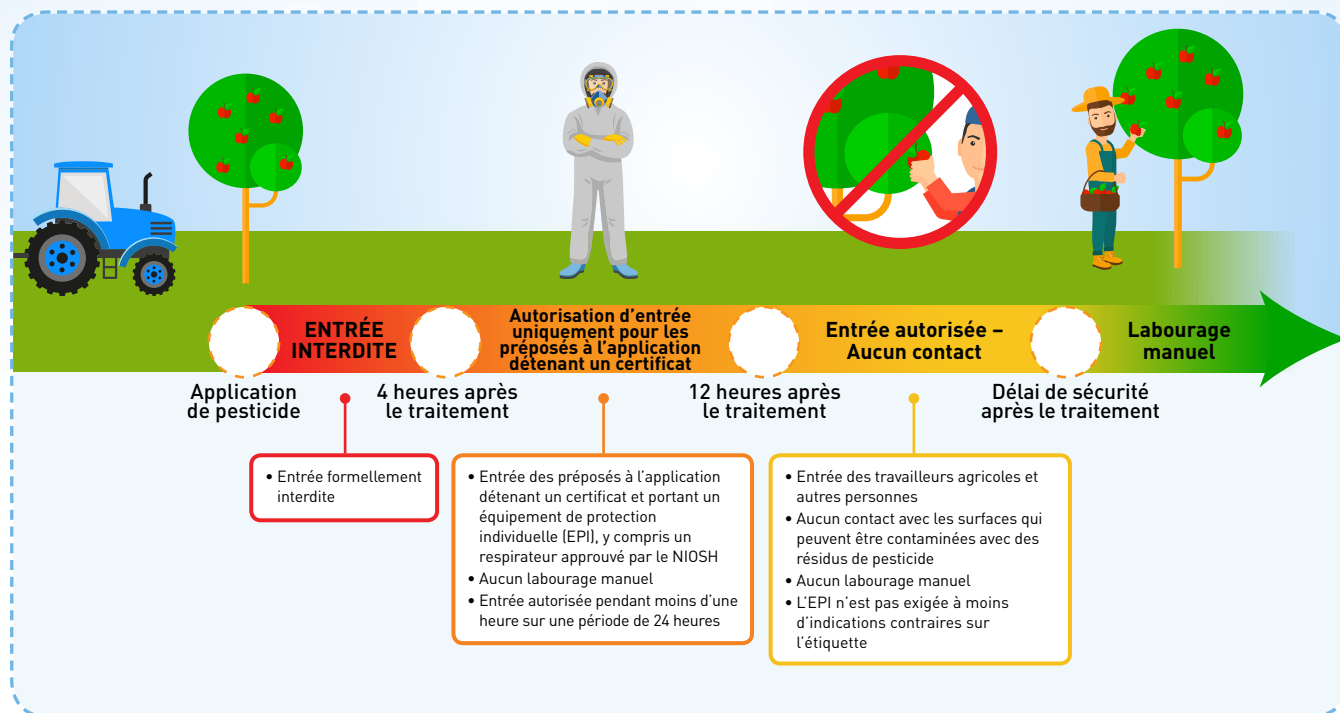 ENTRÉE
INTERDITE
Autorisation d'entrée
uniquement pour les
préposés à l'application
détenant un certificat
Entrée autorisée –
Aucun contact
Labourage
manuel
Application
de pesticide
4 heures après
le traitement
12 heures après
le traitement
Délai de sécurité
après le traitement
• Entrée formellement
interdite
• Entrée des préposés à l'application
détenant un certificat et portant un
équipement de protection
individuelle (EPI), y compris un
respirateur approuvé par le NIOSH
• Aucun labourage manuel
• Entrée autorisée pendant moins d'une
heure sur une période de 24 heures
• Entrée des travailleurs agricoles et
autres personnes
• Aucun contact avec les surfaces qui
peuvent être contaminées avec des
résidus de pesticide
• Aucun labourage manuel
• L'EPI n'est pas exigée à moins
d'indications contraires sur
l'étiquette